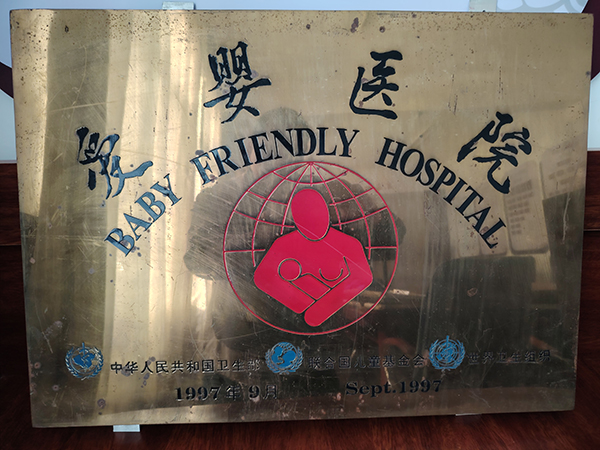 爱婴医院
BABY FRIENDLY HOSPITAL
中华人民共和国卫生部 联合国儿童基金会 世界卫生组织
1997年9月 Sept.1997